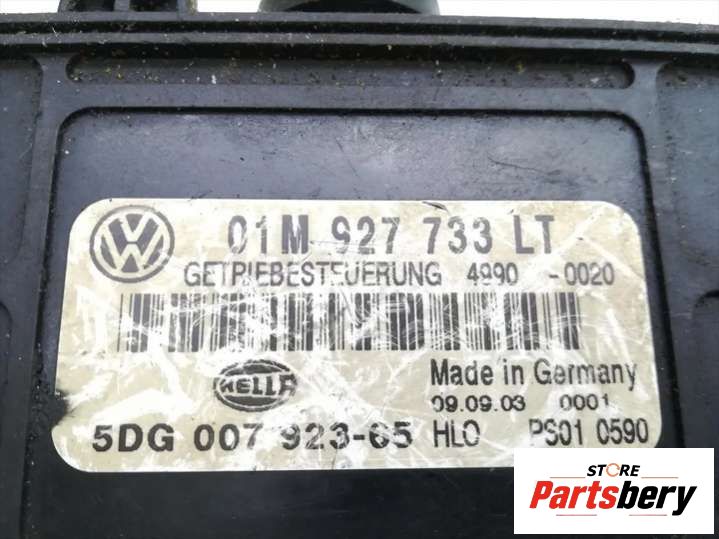 VW 01M 927 733 LT
GETRIEBESTEUERUNG 4990 -0020
HELLA
Made in Germany
09.09.03 0001
5DG 007 923-65 HLO PS01 0590
STORE
Partsbery